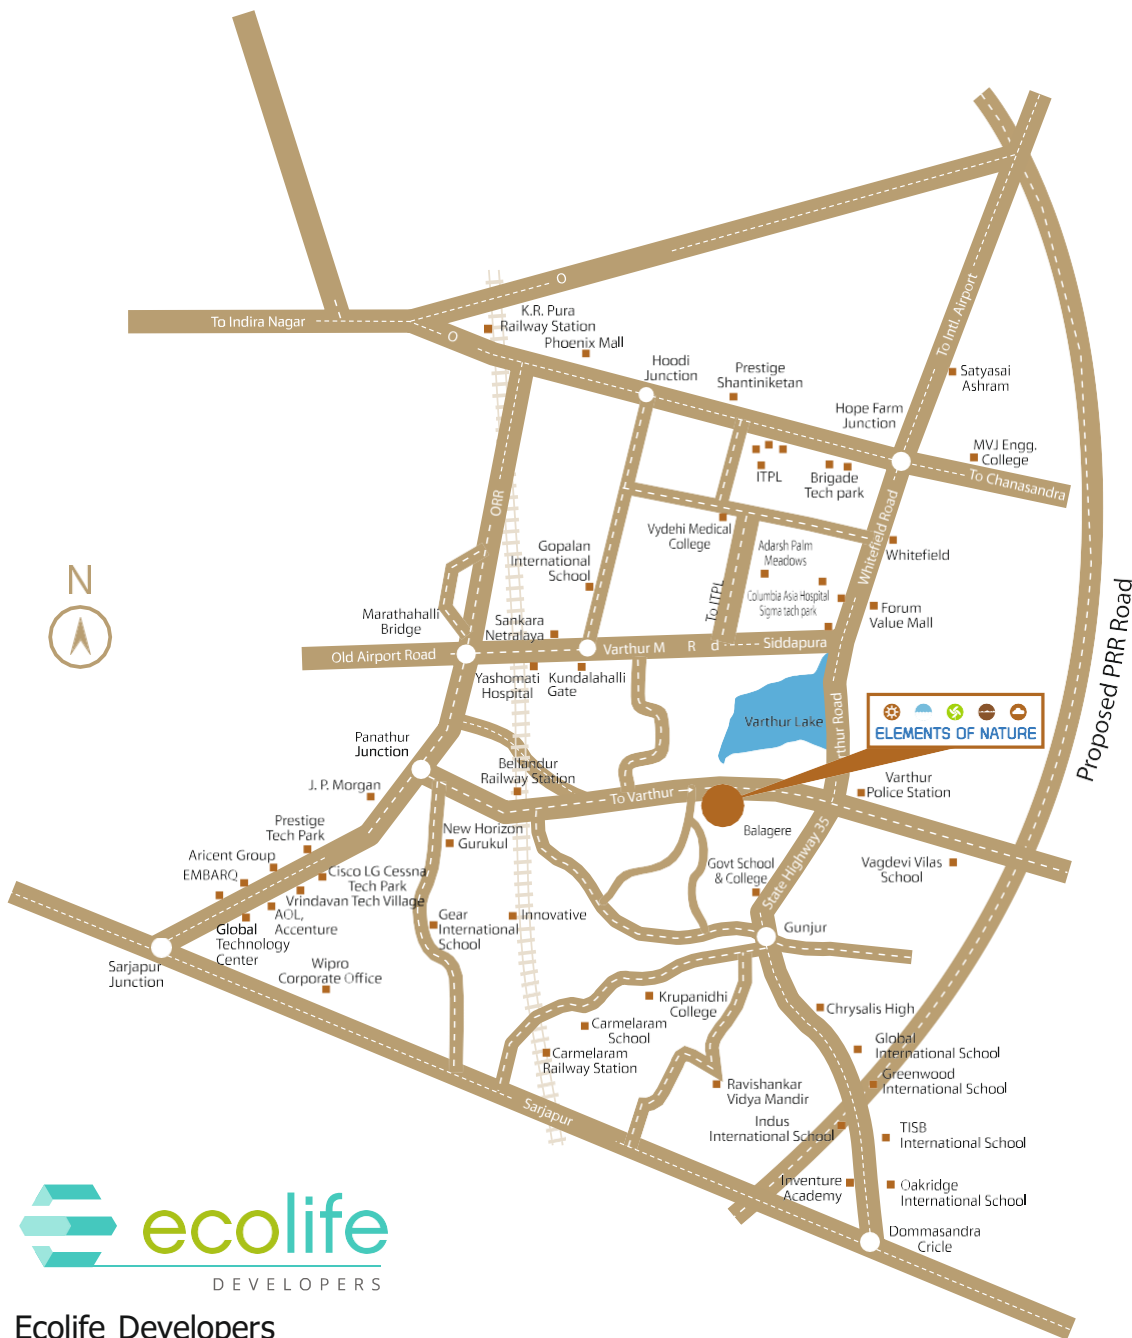 To Indira Nagar
O
O
K.R. Pura
Railway Station
Phoenix Mall
Hoodi
Junction
Prestige
Shantiniketan
To Intl. Airport
Satyasai
Ashram
Hope Farm
Junction
MVJ Engg.
College
To Chanasandra
ITPL
Brigade
Tech park
ORR
Vydehi Medical
College
Whitefield Road
Whitefield
Gopalan
International
School
Adarsh Palm
Meadows
Columbia Asia Hospital
Sigma tach park
To ITPL
Forum
Value Mall
N
Marathahalli
Bridge
Sankara
Netralaya
Old Airport Road
Varthur M R d
Siddapura
Yashomati
Hospital
Kundalahalli
Gate
Proposed PRR Road
Varthur Lake
rthur Road
ELEMENTS OF NATURE
Panathur
Junction
Bellandur
Railway Station
J. P. Morgan
To Varthur
Varthur
Police Station
Prestige
Tech Park
New Horizon
Gurukul
Balagere
State Highway 35
Aricent Group
EMBARQ
Cisco LG Cessna
Tech Park
Vrindavan Tech Village
Govt School
& College
Vagdevi Vilas
School
AOL,
Accenture
Global
Technology
Center
Gear
International
School
Innovative
Gunjur
Sarjapur
Junction
Wipro
Corporate Office
Krupanidhi
College
Chrysalis High
Carmelaram
School
Global
International School
Carmelaram
Railway Station
Greenwood
International School
Ravishankar
Vidya Mandir
Sarjapur
Indus
International School
TISB
International School
Inventure
Academy
Oakridge
International School
Dommasandra
Cricle
ecolife
DEVELOPERS
Ecolife Developers